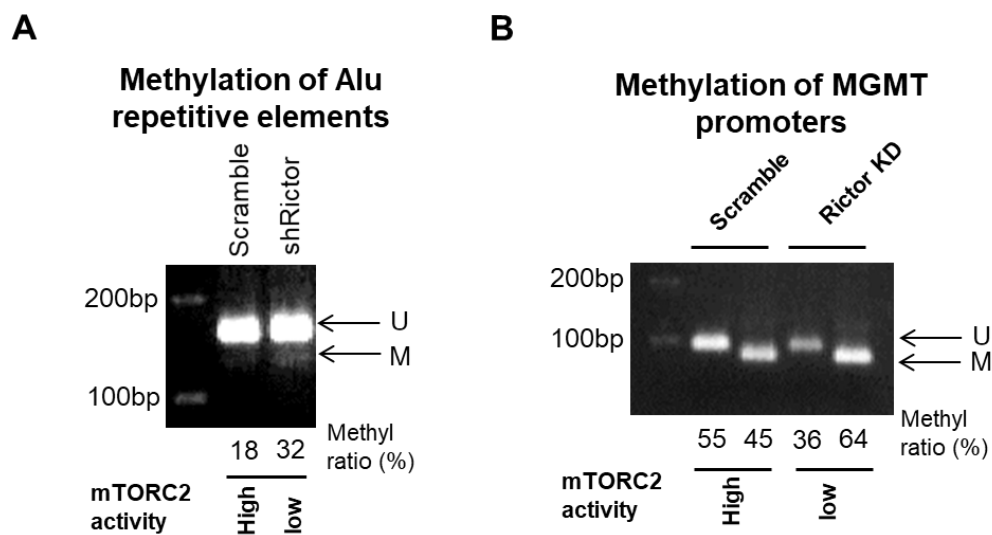 A
Methylation of Alu
repetitive elements
Scramble
shRictor
200bp
100bp
U
M
18
32
Methyl
ratio (%)
mTORC2
activity
High
low
B
Methylation of MGMT
promoters
Scramble
Rictor KD
200bp
100bp
U
M
55
45
36
64
Methyl
ratio (%)
mTORC2
activity
High
low